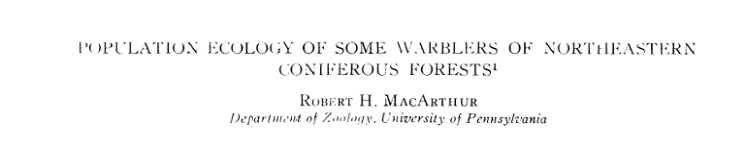 POPULATION ECOLOGY OF SOME WARBLERS OF NORTHEASTERN
CONIFEROUS FORESTS¹
ROBERT H. MACARTHUR
Department of Zoology, University of Pennsylvania